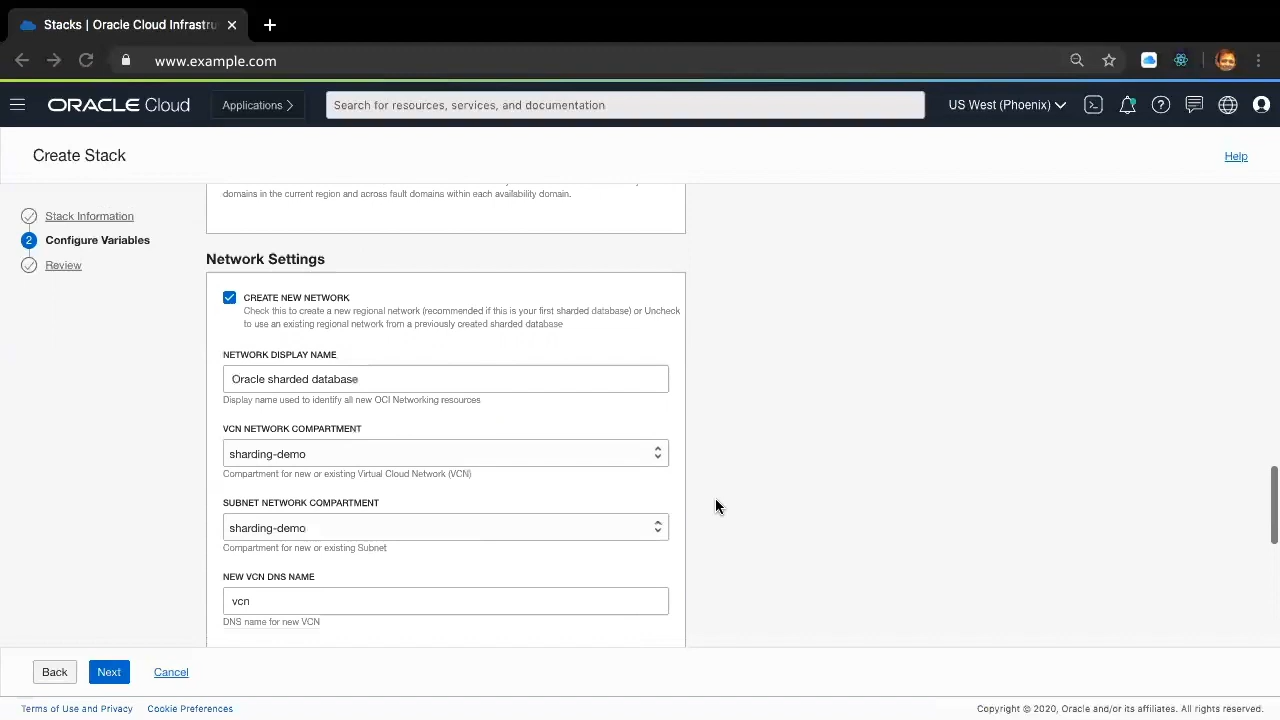 Stacks | Oracle Cloud Infrastru
www.example.com
ORACLE Cloud
Applications
Search for resources, services, and documentation
US West (Phoenix)
Create Stack
Help
domains in the current region and across fault domains within each availability domain.
Stack Information
2 Configure Variables
Review
Network Settings
CREATE NEW NETWORK
Check this to create a new regional network (recommended if this is your first sharded database) or Uncheck
to use an existing regional network from a previously created sharded database
NETWORK DISPLAY NAME
Oracle sharded database
Display name used to identify all new OCI Networking resources
VCN NETWORK COMPARTMENT
sharding-demo
Compartment for new or existing Virtual Cloud Network (VCN)
SUBNET NETWORK COMPARTMENT
sharding-demo
Compartment for new or existing Subnet
NEW VCN DNS NAME
vcn
DNS name for new VCN
Back
Next
Cancel
Terms of Use and Privacy
Cookie Preferences
Copyright © 2020, Oracle and/or its affiliates. All rights reserved.